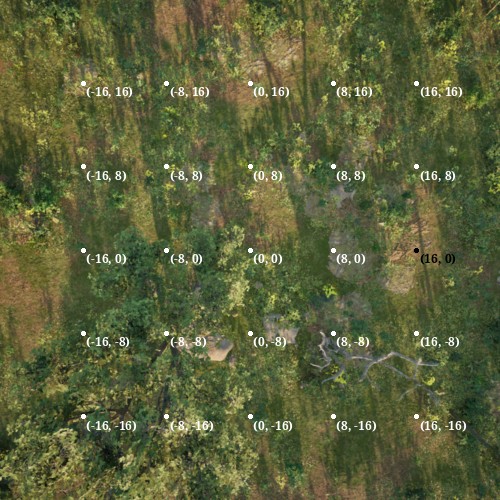 (-16, 16) (-8, 16) (0, 16) (8, 16) (16, 16)
(-16, 8) (-8, 8) (0, 8) (8, 8) (16, 8)
(-16, 0) (-8, 0) (0, 0) (8, 0) (16, 0)
(-16, -8) (-8, -8) (0, -8) (8, -8) (16, -8)
(-16, -16) (-8, -16) (0, -16) (8, -16) (16, -16)